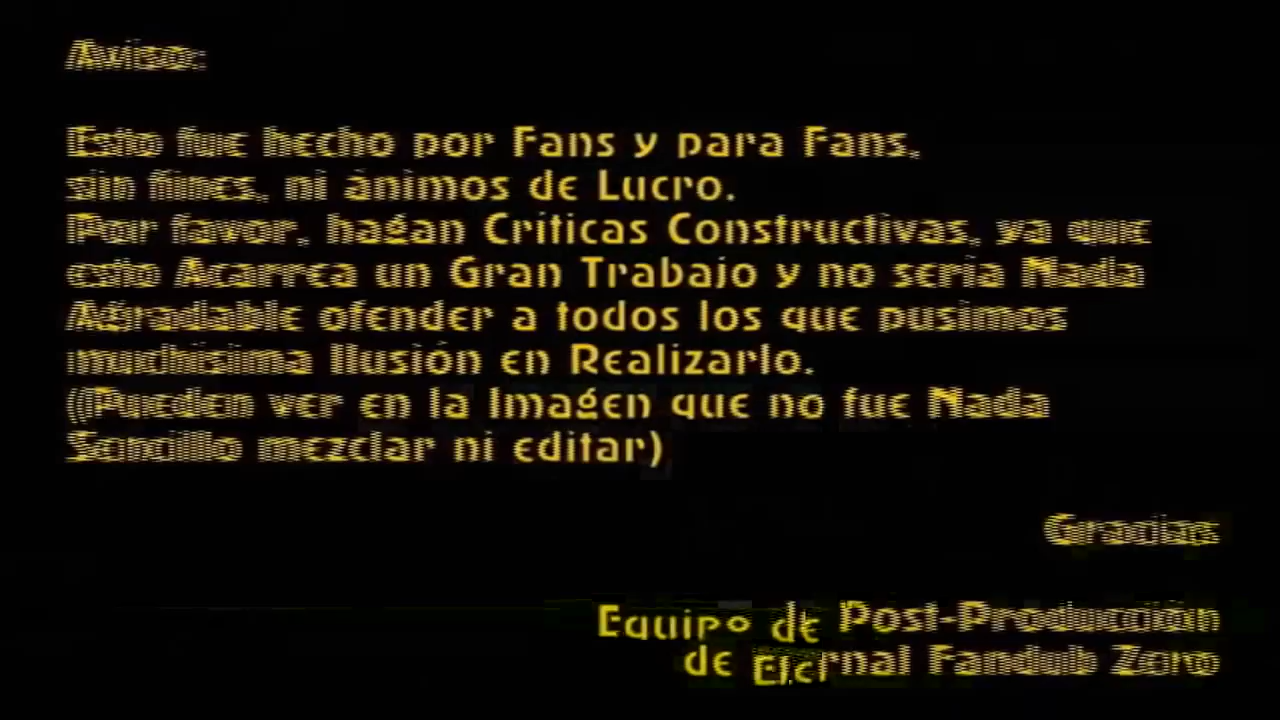 Aviso:
Esto fue hecho por Fans y para Fans,
sin fines, ni ánimos de Lucro.
Por favor, hagan Críticas Constructivas, ya que
esto Acarrea un Gran Trabajo y no sería Nada
Agradable ofender a todos los que pusimos
muchísima Ilusión en Realizarlo.
(Pueden ver en la Imagen que no fue Nada
Sencillo mezclar ni editar)
Gracias
Equipo de Post-Producción
de Eternal Fandub Zero